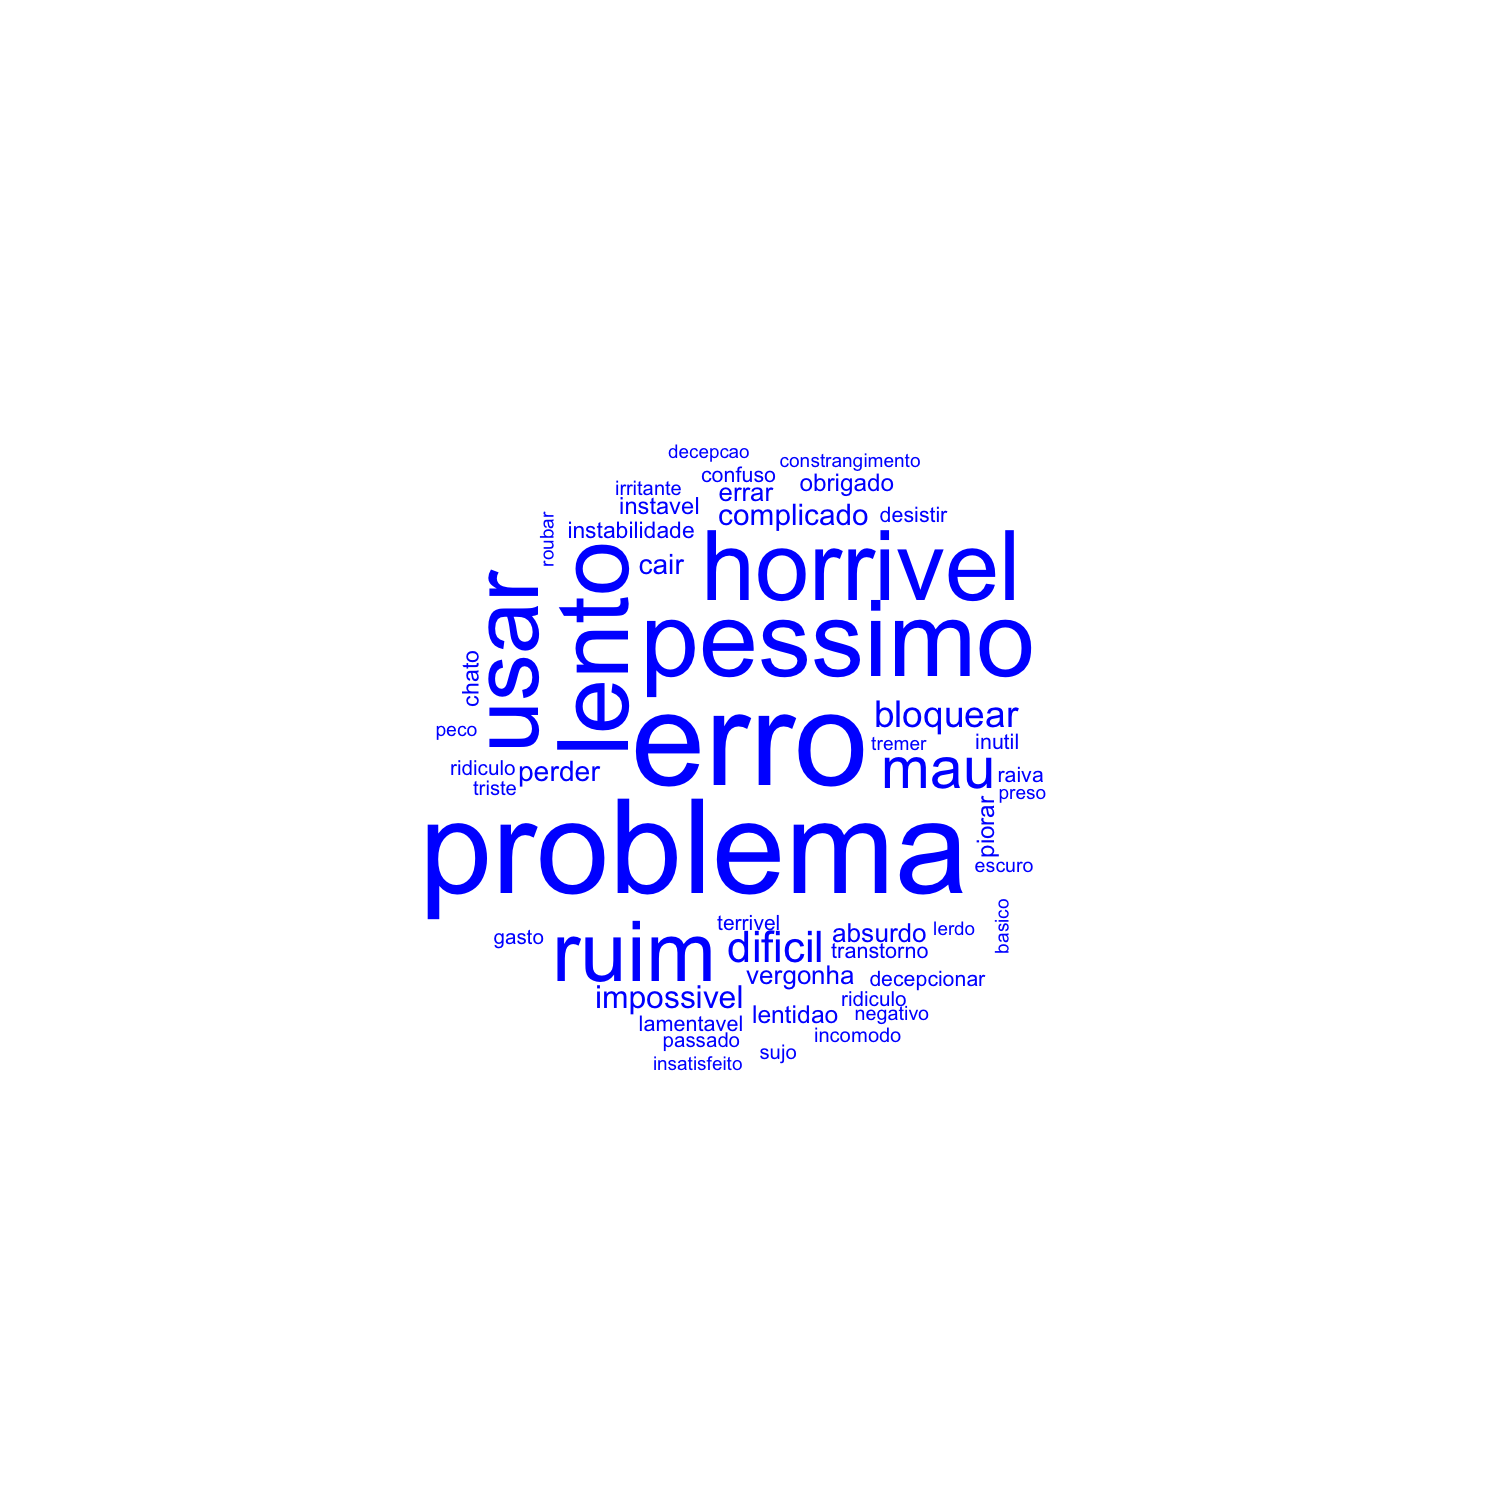 decepcao
constrangimento
confuso
obrigado
irritante
errar
instavel
complicado
desistir
roubar
instabilidade
cair
horrivel
usar
lento
pessimo
chato
erro
bloquear
peco
tremer
inutil
ridiculo
perder
mau
raiva
triste
preso
problema
piorar
escuro
basico
gasto
ruim
terrivel
dificil
absurdo
lerdo
transtorno
vergonha
decepcionar
impossivel
lentidao
ridiculo
negativo
lamentavel
passado
incomodo
insatisfeito
sujo